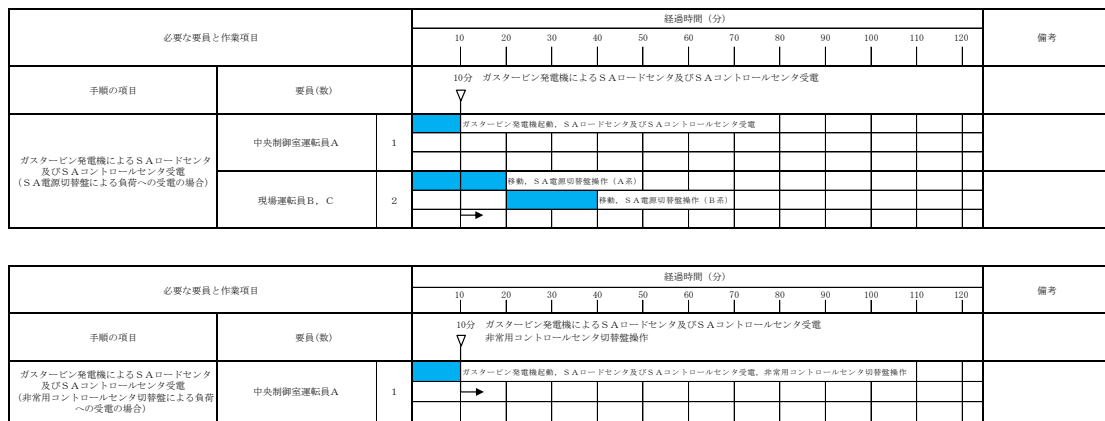 必要な要員と作業項目
経過時間（分）
備考
10 20 30 40 50 60 70 80 90 100 110 120
手順の項目
要員(数)
10分 ガスタービン発電機によるＳＡロードセンタ及びＳＡコントロールセンタ受電
ガスタービン発電機によるＳＡロードセンタ
及びＳＡコントロールセンタ受電
（ＳＡ電源切替盤による負荷への受電の場合）
中央制御室運転員Ａ
1
ガスタービン発電機起動，ＳＡロードセンタ及びＳＡコントロールセンタ受電
現場運転員Ｂ，Ｃ
2
移動，ＳＡ電源切替盤操作（Ａ系）
移動，ＳＡ電源切替盤操作（Ｂ系）
必要な要員と作業項目
経過時間（分）
備考
10 20 30 40 50 60 70 80 90 100 110 120
手順の項目
要員(数)
10分 ガスタービン発電機によるＳＡロードセンタ及びＳＡコントロールセンタ受電
非常用コントロールセンタ切替盤操作
ガスタービン発電機によるＳＡロードセンタ
及びＳＡコントロールセンタ受電
（非常用コントロールセンタ切替盤による負荷
への受電の場合）
中央制御室運転員Ａ
1
ガスタービン発電機起動，ＳＡロードセンタ及びＳＡコントロールセンタ受電，非常用コントロールセンタ切替盤操作